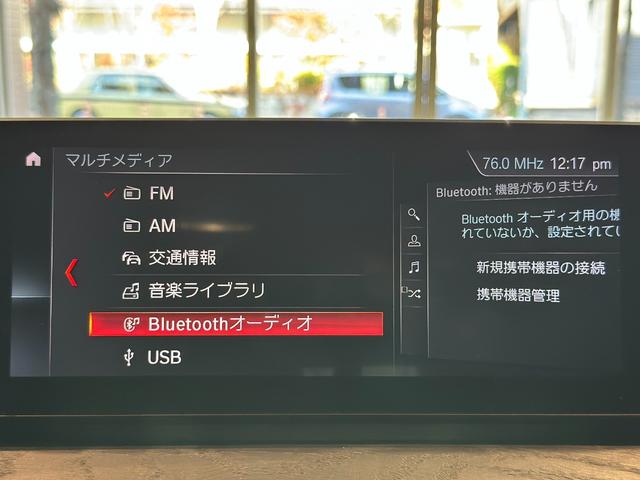 マルチメディア
76.0 MHz 12:17 pm
FM
AM
交通情報
音楽ライブラリ
Bluetoothオーディオ
USB
Bluetooth: 機器がありません
Bluetooth オーディオ用の機
れていないか、設定されてい
新規携帯機器の接続
携帯機器管理